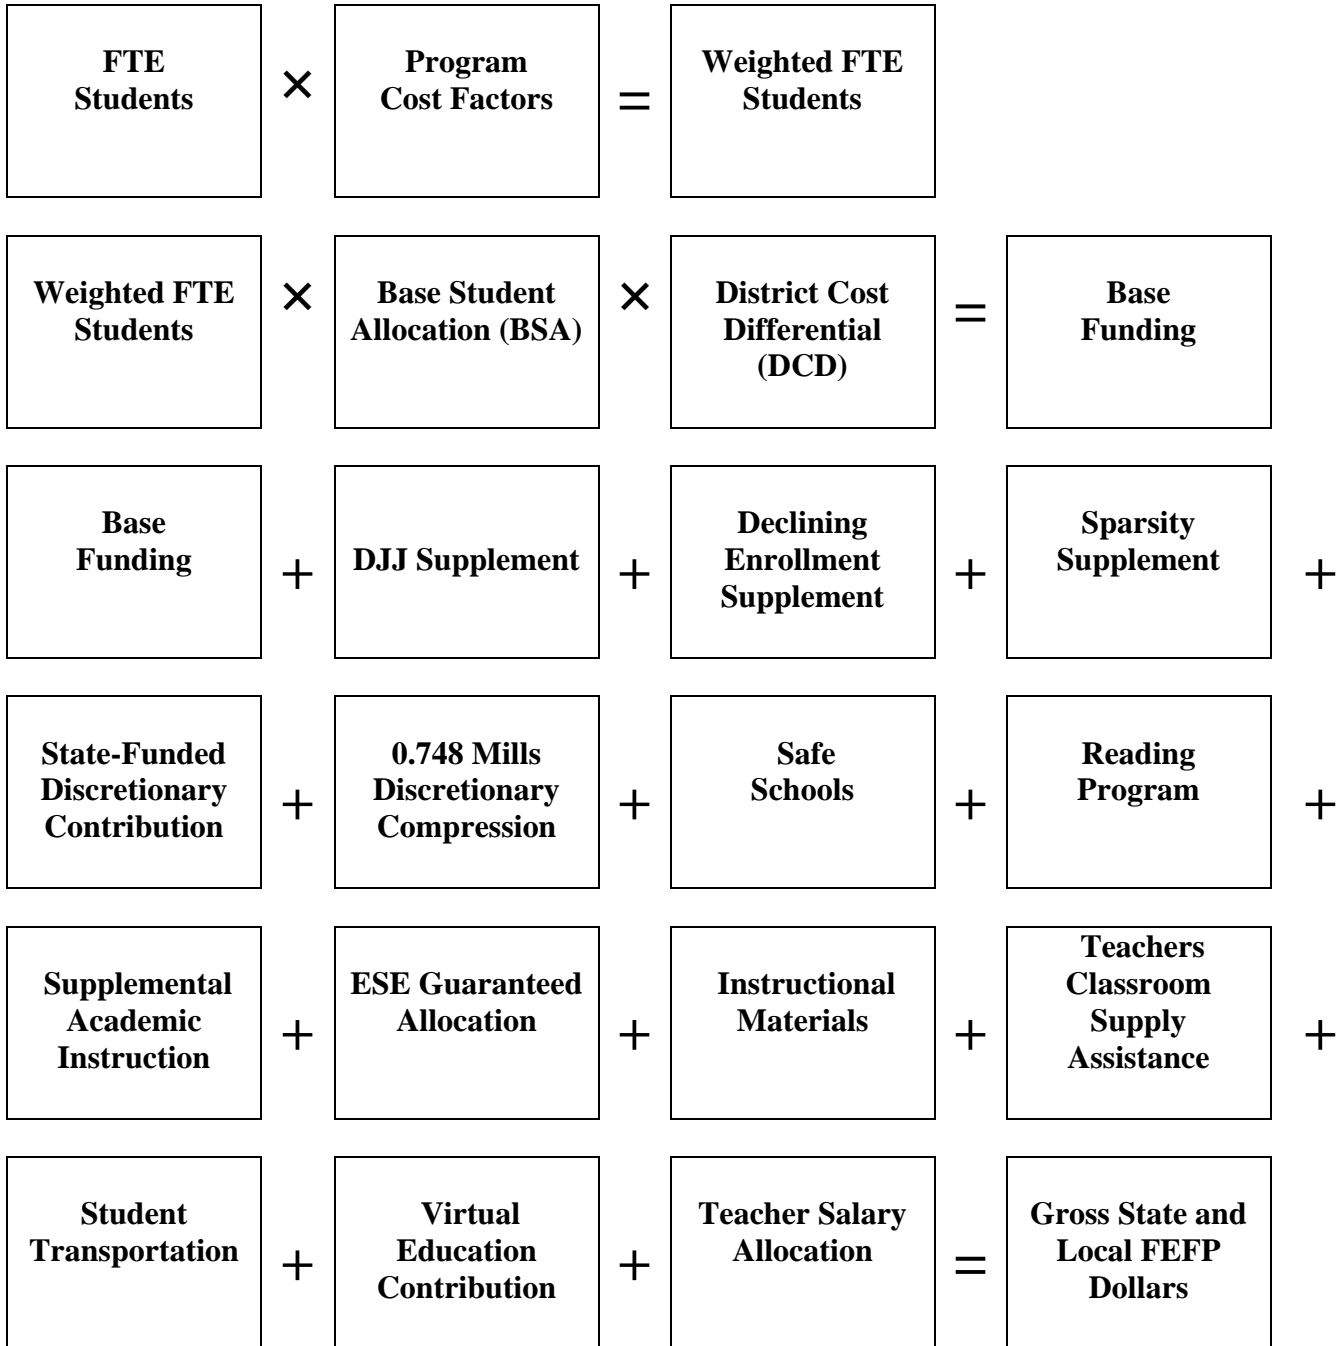 FTE
Students
×
Program
Cost Factors
=
Weighted FTE
Students
Weighted FTE
Students
×
Base Student
Allocation (BSA)
×
District Cost
Differential
(DCD)
=
Base
Funding
Base
Funding
+
DJJ Supplement
+
Declining
Enrollment
Supplement
+
Sparsity
Supplement
+
State-Funded
Discretionary
Contribution
+
0.748 Mills
Discretionary
Compression
+
Safe
Schools
+
Reading
Program
+
Supplemental
Academic
Instruction
+
ESE Guaranteed
Allocation
+
Instructional
Materials
+
Teachers
Classroom
Supply
Assistance
+
Student
Transportation
+
Virtual
Education
Contribution
+
Teacher Salary
Allocation
=
Gross State and
Local FEFP
Dollars